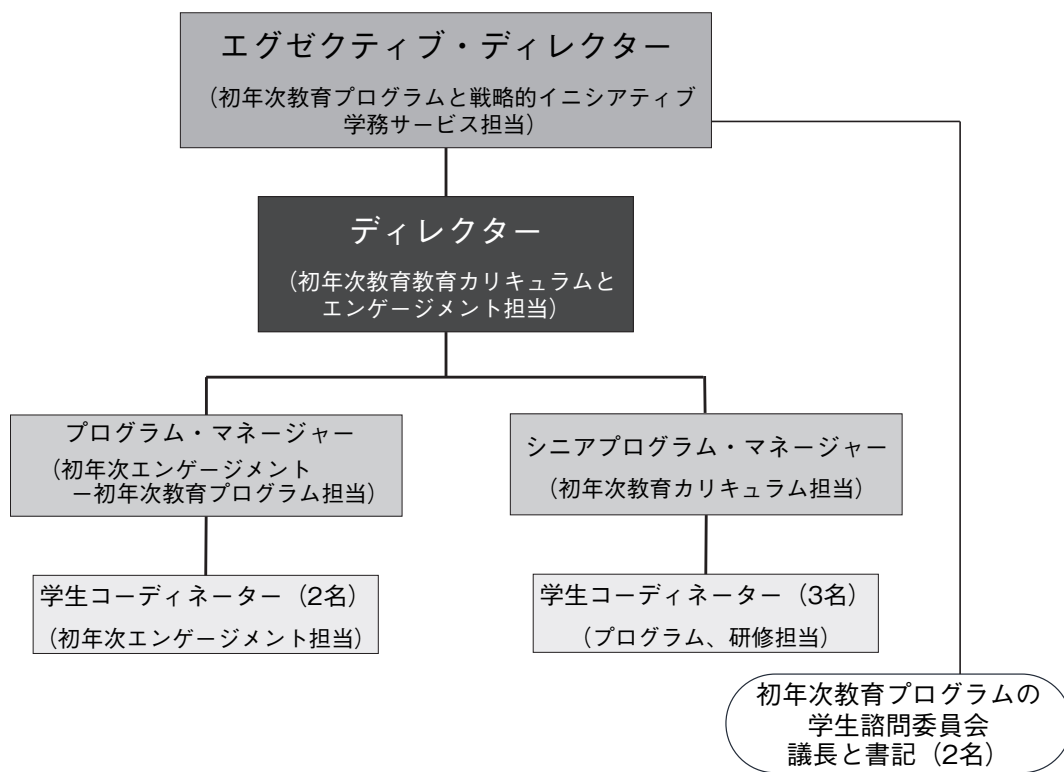 エグゼクティブ・ディレクター
（初年次教育プログラムと戦略的イニシアティブ
学務サービス担当）
ディレクター
（初年次教育教育カリキュラムと
エンゲージメント担当）
プログラム・マネージャー
（初年次エンゲージメント
－初年次教育プログラム担当）
シニアプログラム・マネージャー
（初年次教育カリキュラム担当）
学生コーディネーター（2名）
（初年次エンゲージメント担当）
学生コーディネーター（3名）
（プログラム、研修担当）
初年次教育プログラムの
学生諮問委員会
議長と書記（2名）